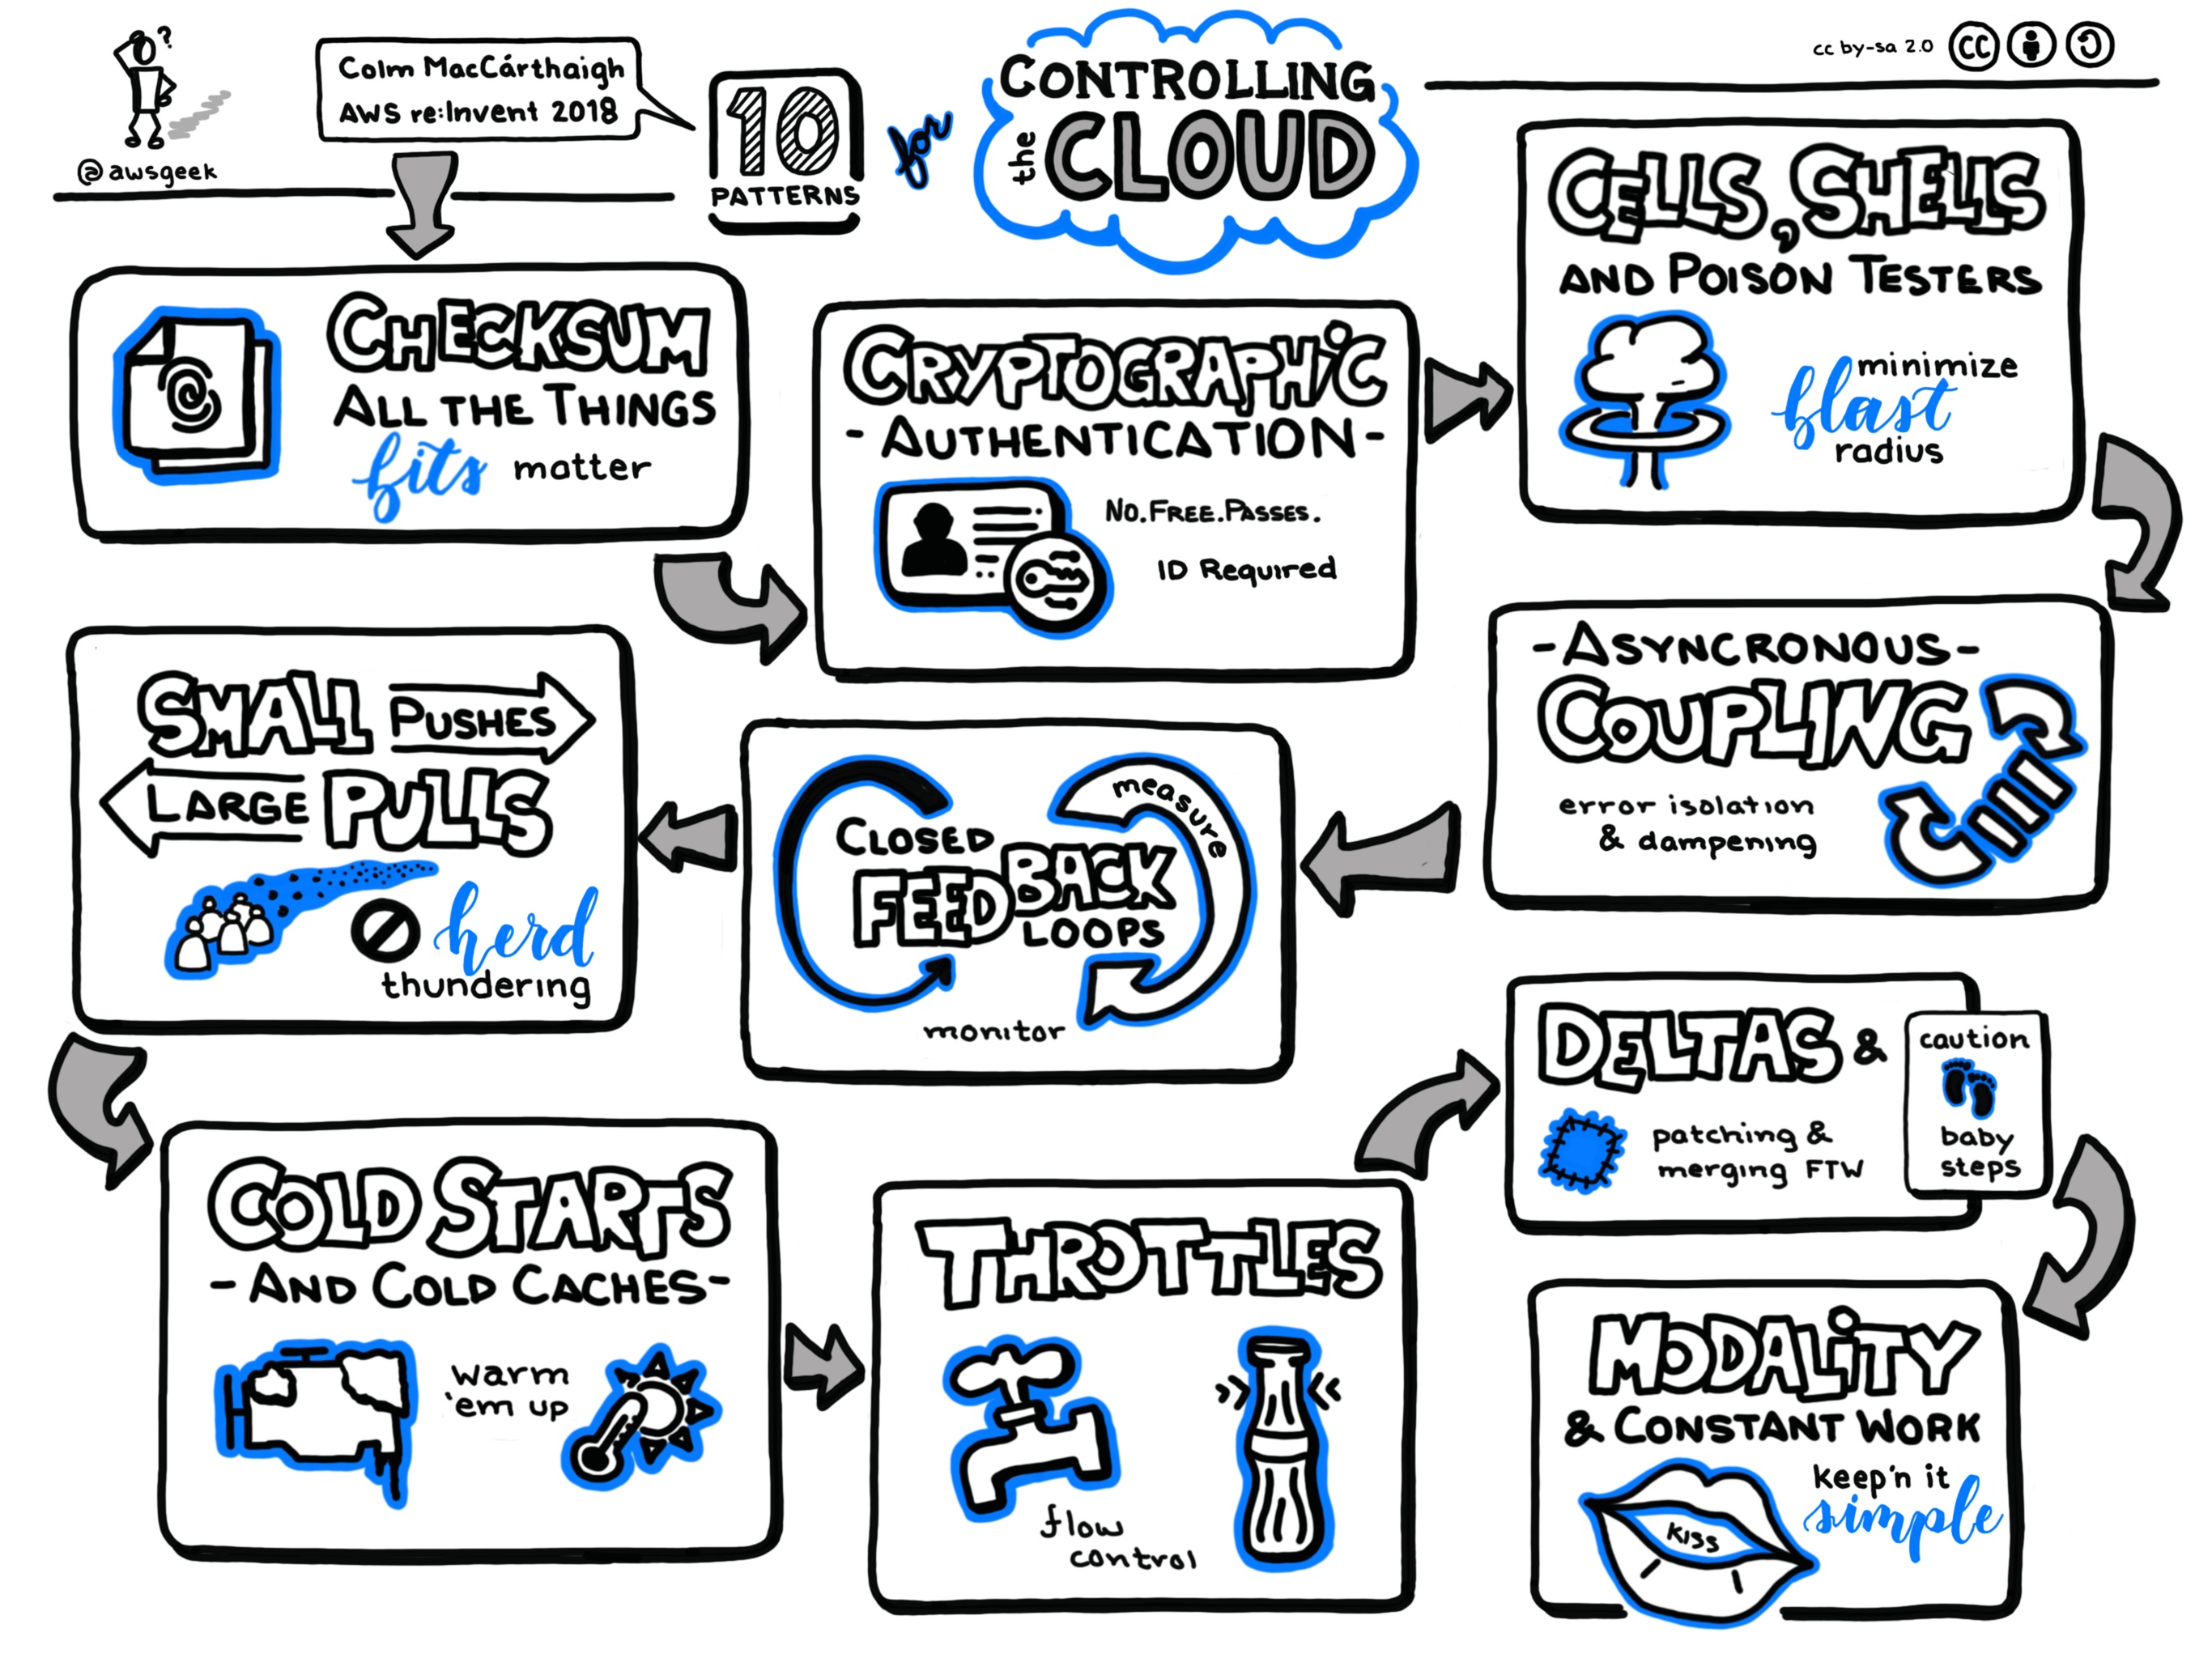 ?
@awsgeek
Colm MacCárthaigh
AWS re:Invent 2018
10
PATTERNS
for
CONTROLLING
the CLOUD
cc by-sa 2.0
CC
CHECKSUM
ALL THE THINGS
bits matter
CRYPTOGRAPHIC
- AUTHENTICATION -
NO.FREE.PASSES.
ID Required
CELLS, SHELLS
AND POISON TESTERS
minimize
blast
radius
- ASYNCRONOUS -
COUPLING
error isolation
& dampening
CLOSED
FEEDBACK
LOOPS
measure
monitor
SMALL PUSHES
LARGE PULLS
herd
thundering
COLD STARTS
- AND COLD CACHES -
warm
'em up
THROTTLES
flow
control
DELTAS &
patching &
merging FTW
caution
baby
steps
MODALITY
& CONSTANT WORK
keep'n it
simple
KISS